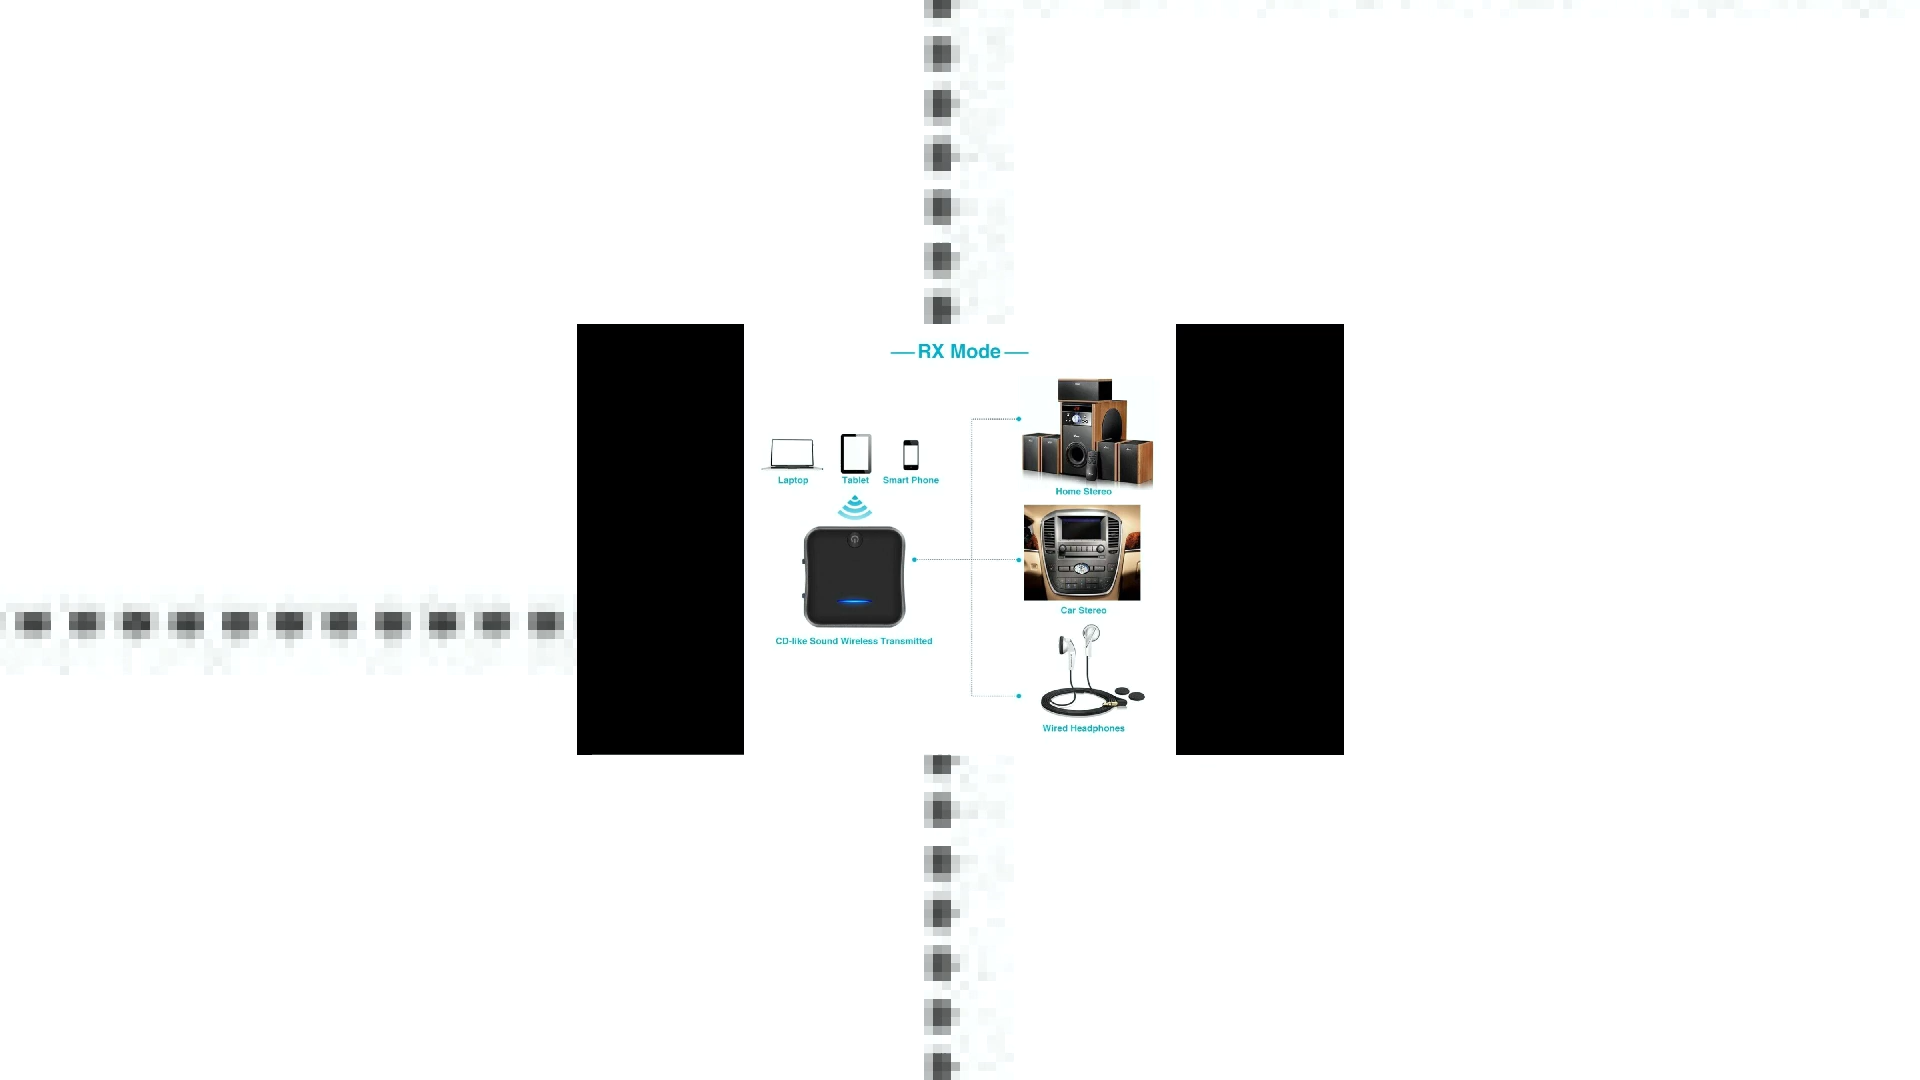 RX Mode
Laptop
Tablet
Smart Phone
CD-like Sound Wireless Transmitted
Home Stereo
Car Stereo
Wired Headphones